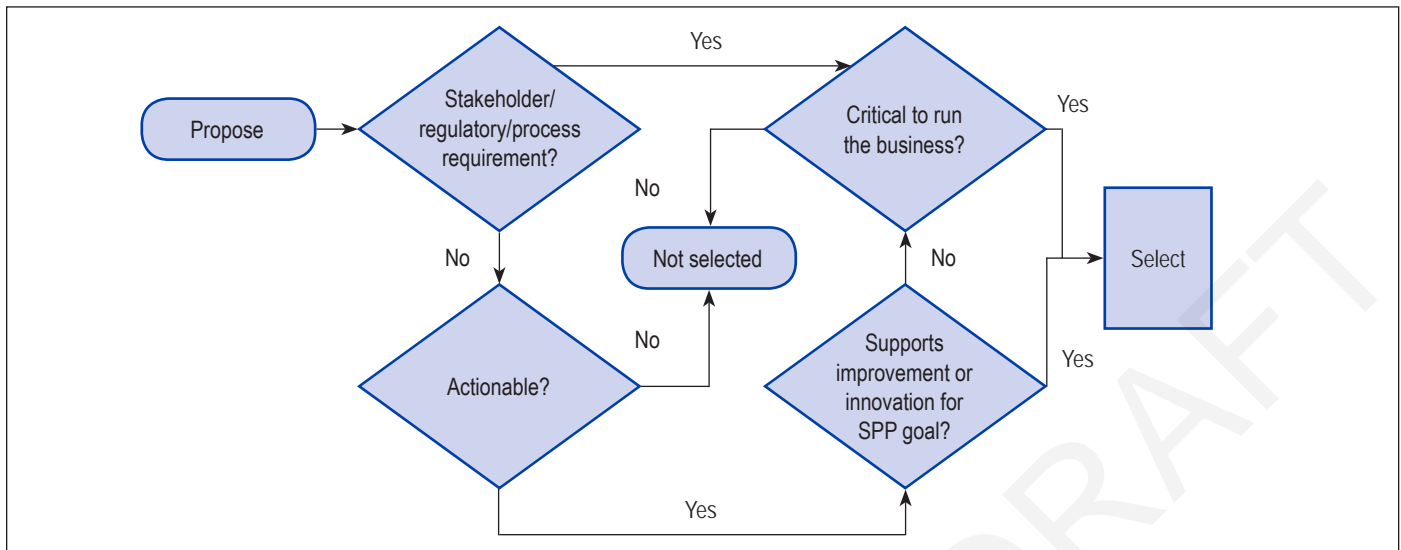 Yes
Propose
Stakeholder/
regulatory/process
requirement?
Critical to run
the business?
Yes
No
No
Not selected
No
Select
No
Actionable?
Supports
improvement or
innovation for
SPP goal?
Yes
Yes
DRAFT